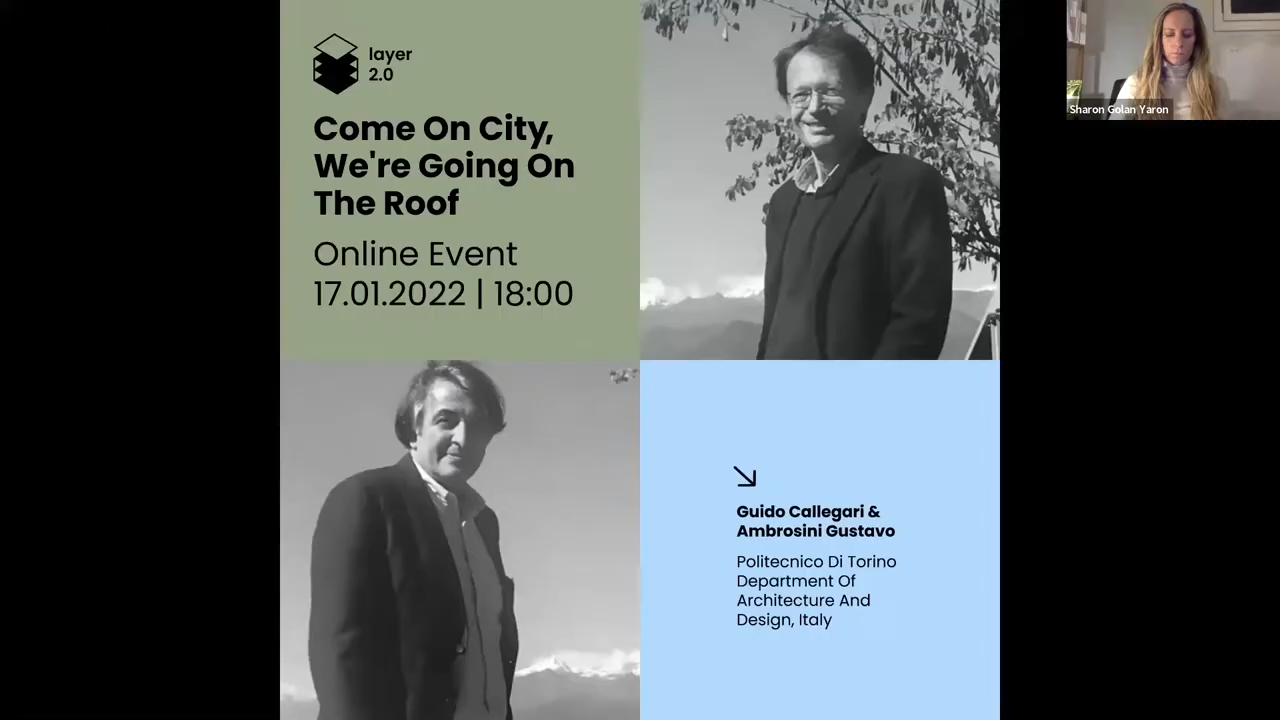 layer
2.0
Come On City,
We're Going On
The Roof
Online Event
17.01.2022 | 18:00
Sharon Golan Yaron
Guido Callegari &
Ambrosini Gustavo
Politecnico Di Torino
Department Of
Architecture And
Design, Italy